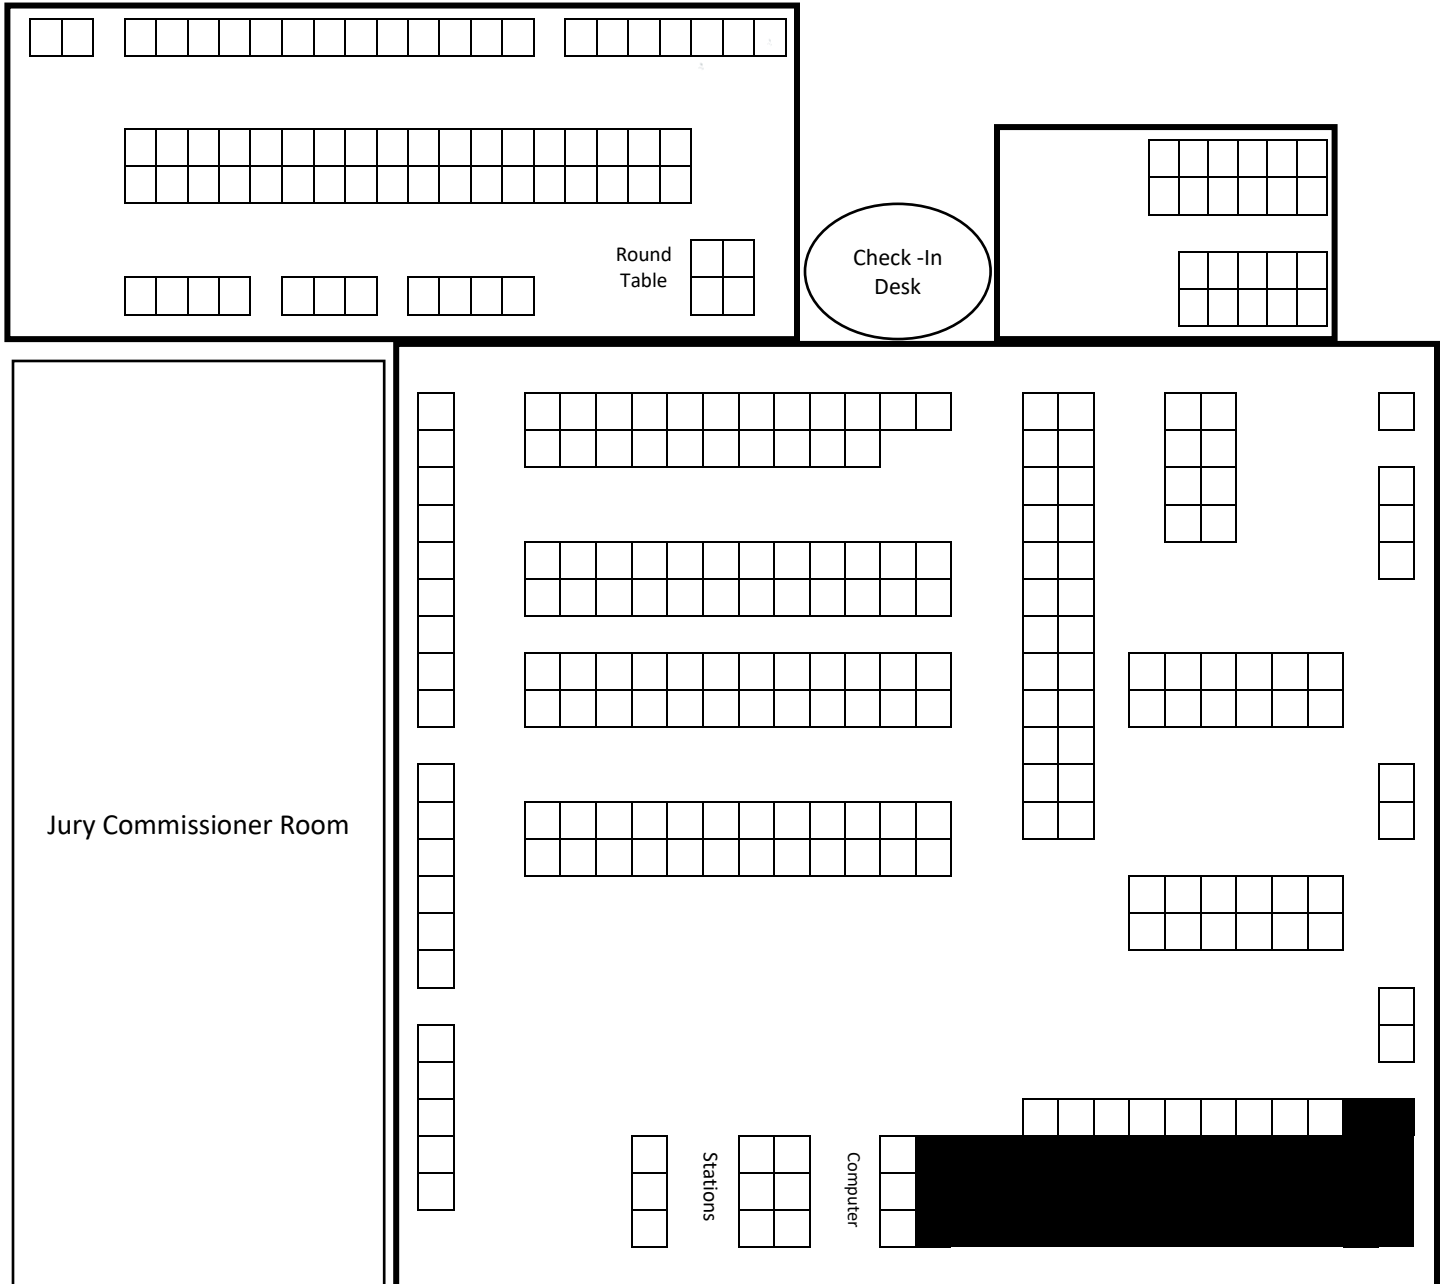 Round
Table
Check -In
Desk
Jury Commissioner Room
Stations
Computer